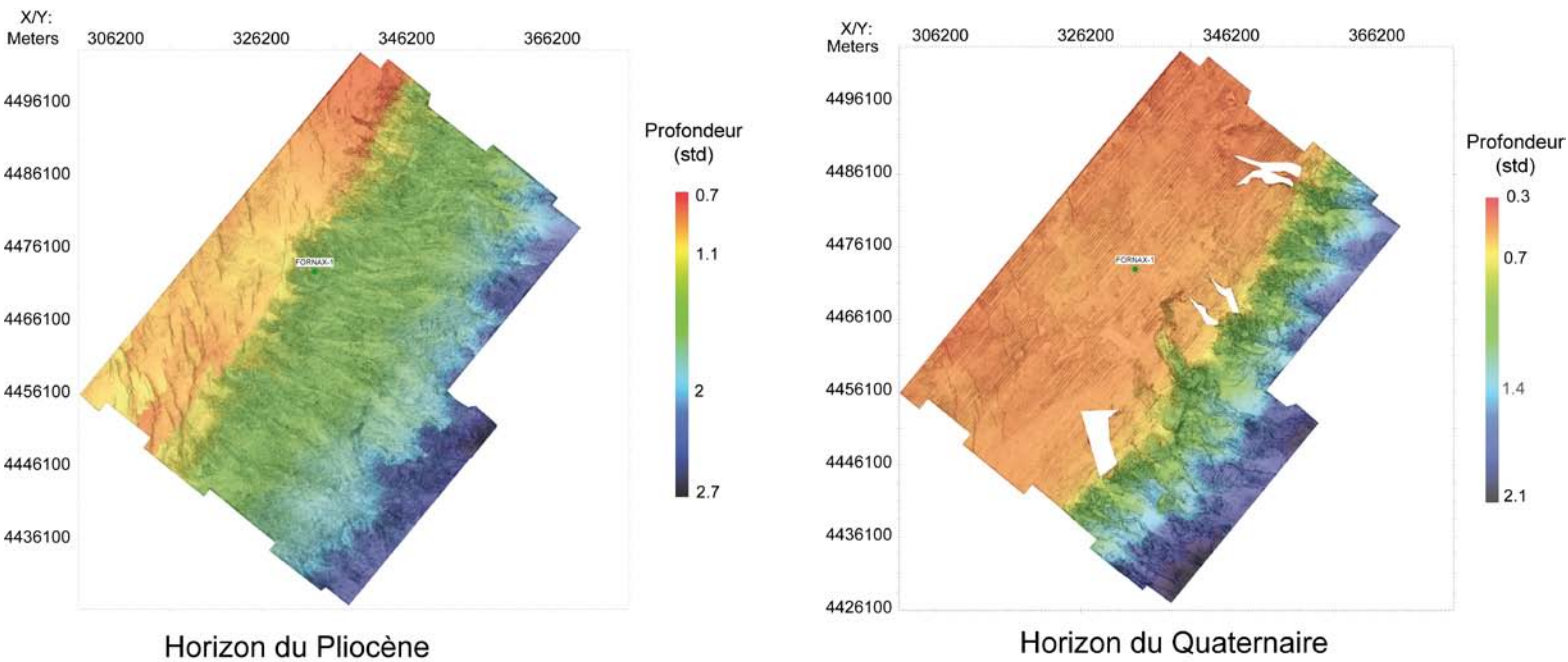 X/Y:
Meters
306200 326200 346200 366200
4496100
4486100
4476100
4466100
4456100
4446100
4436100
FORNAX-1
Profondeur
(std)
0.7
1.1
2
2.7
Horizon du Pliocène
X/Y:
Meters
306200 326200 346200 366200
4496100
4486100
4476100
4466100
4456100
4446100
4436100
4426100
FORNAX-1
Profondeur
(std)
0.3
0.7
1.4
2.1
Horizon du Quaternaire